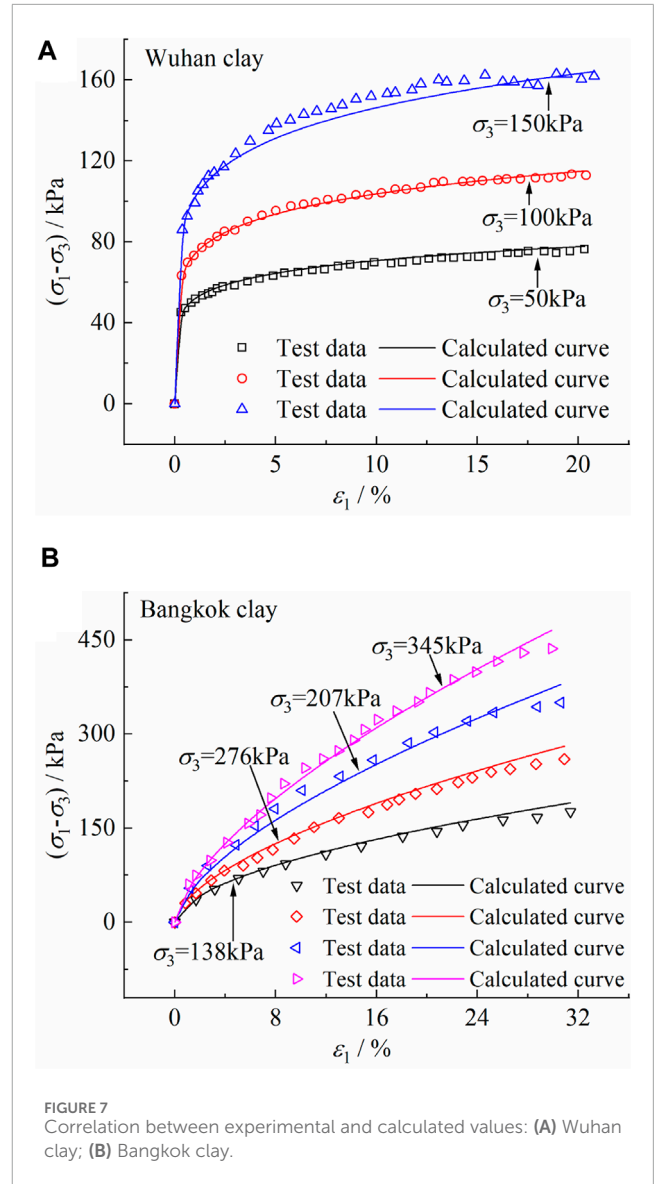 A
Wuhan clay
160
120
80
40
0
(σ₁-σ₃) / kPa
σ₃=150kPa
σ₃=100kPa
σ₃=50kPa
Test data Calculated curve
Test data Calculated curve
Test data Calculated curve
0 5 10 15 20
ε₁ / %
B
Bangkok clay
450
300
150
0
(σ₁-σ₃) / kPa
σ₃=345kPa
σ₃=207kPa
σ₃=276kPa
σ₃=138kPa
Test data Calculated curve
Test data Calculated curve
Test data Calculated curve
Test data Calculated curve
0 8 16 24 32
ε₁ / %
FIGURE 7
Correlation between experimental and calculated values: (A) Wuhan
clay; (B) Bangkok clay.